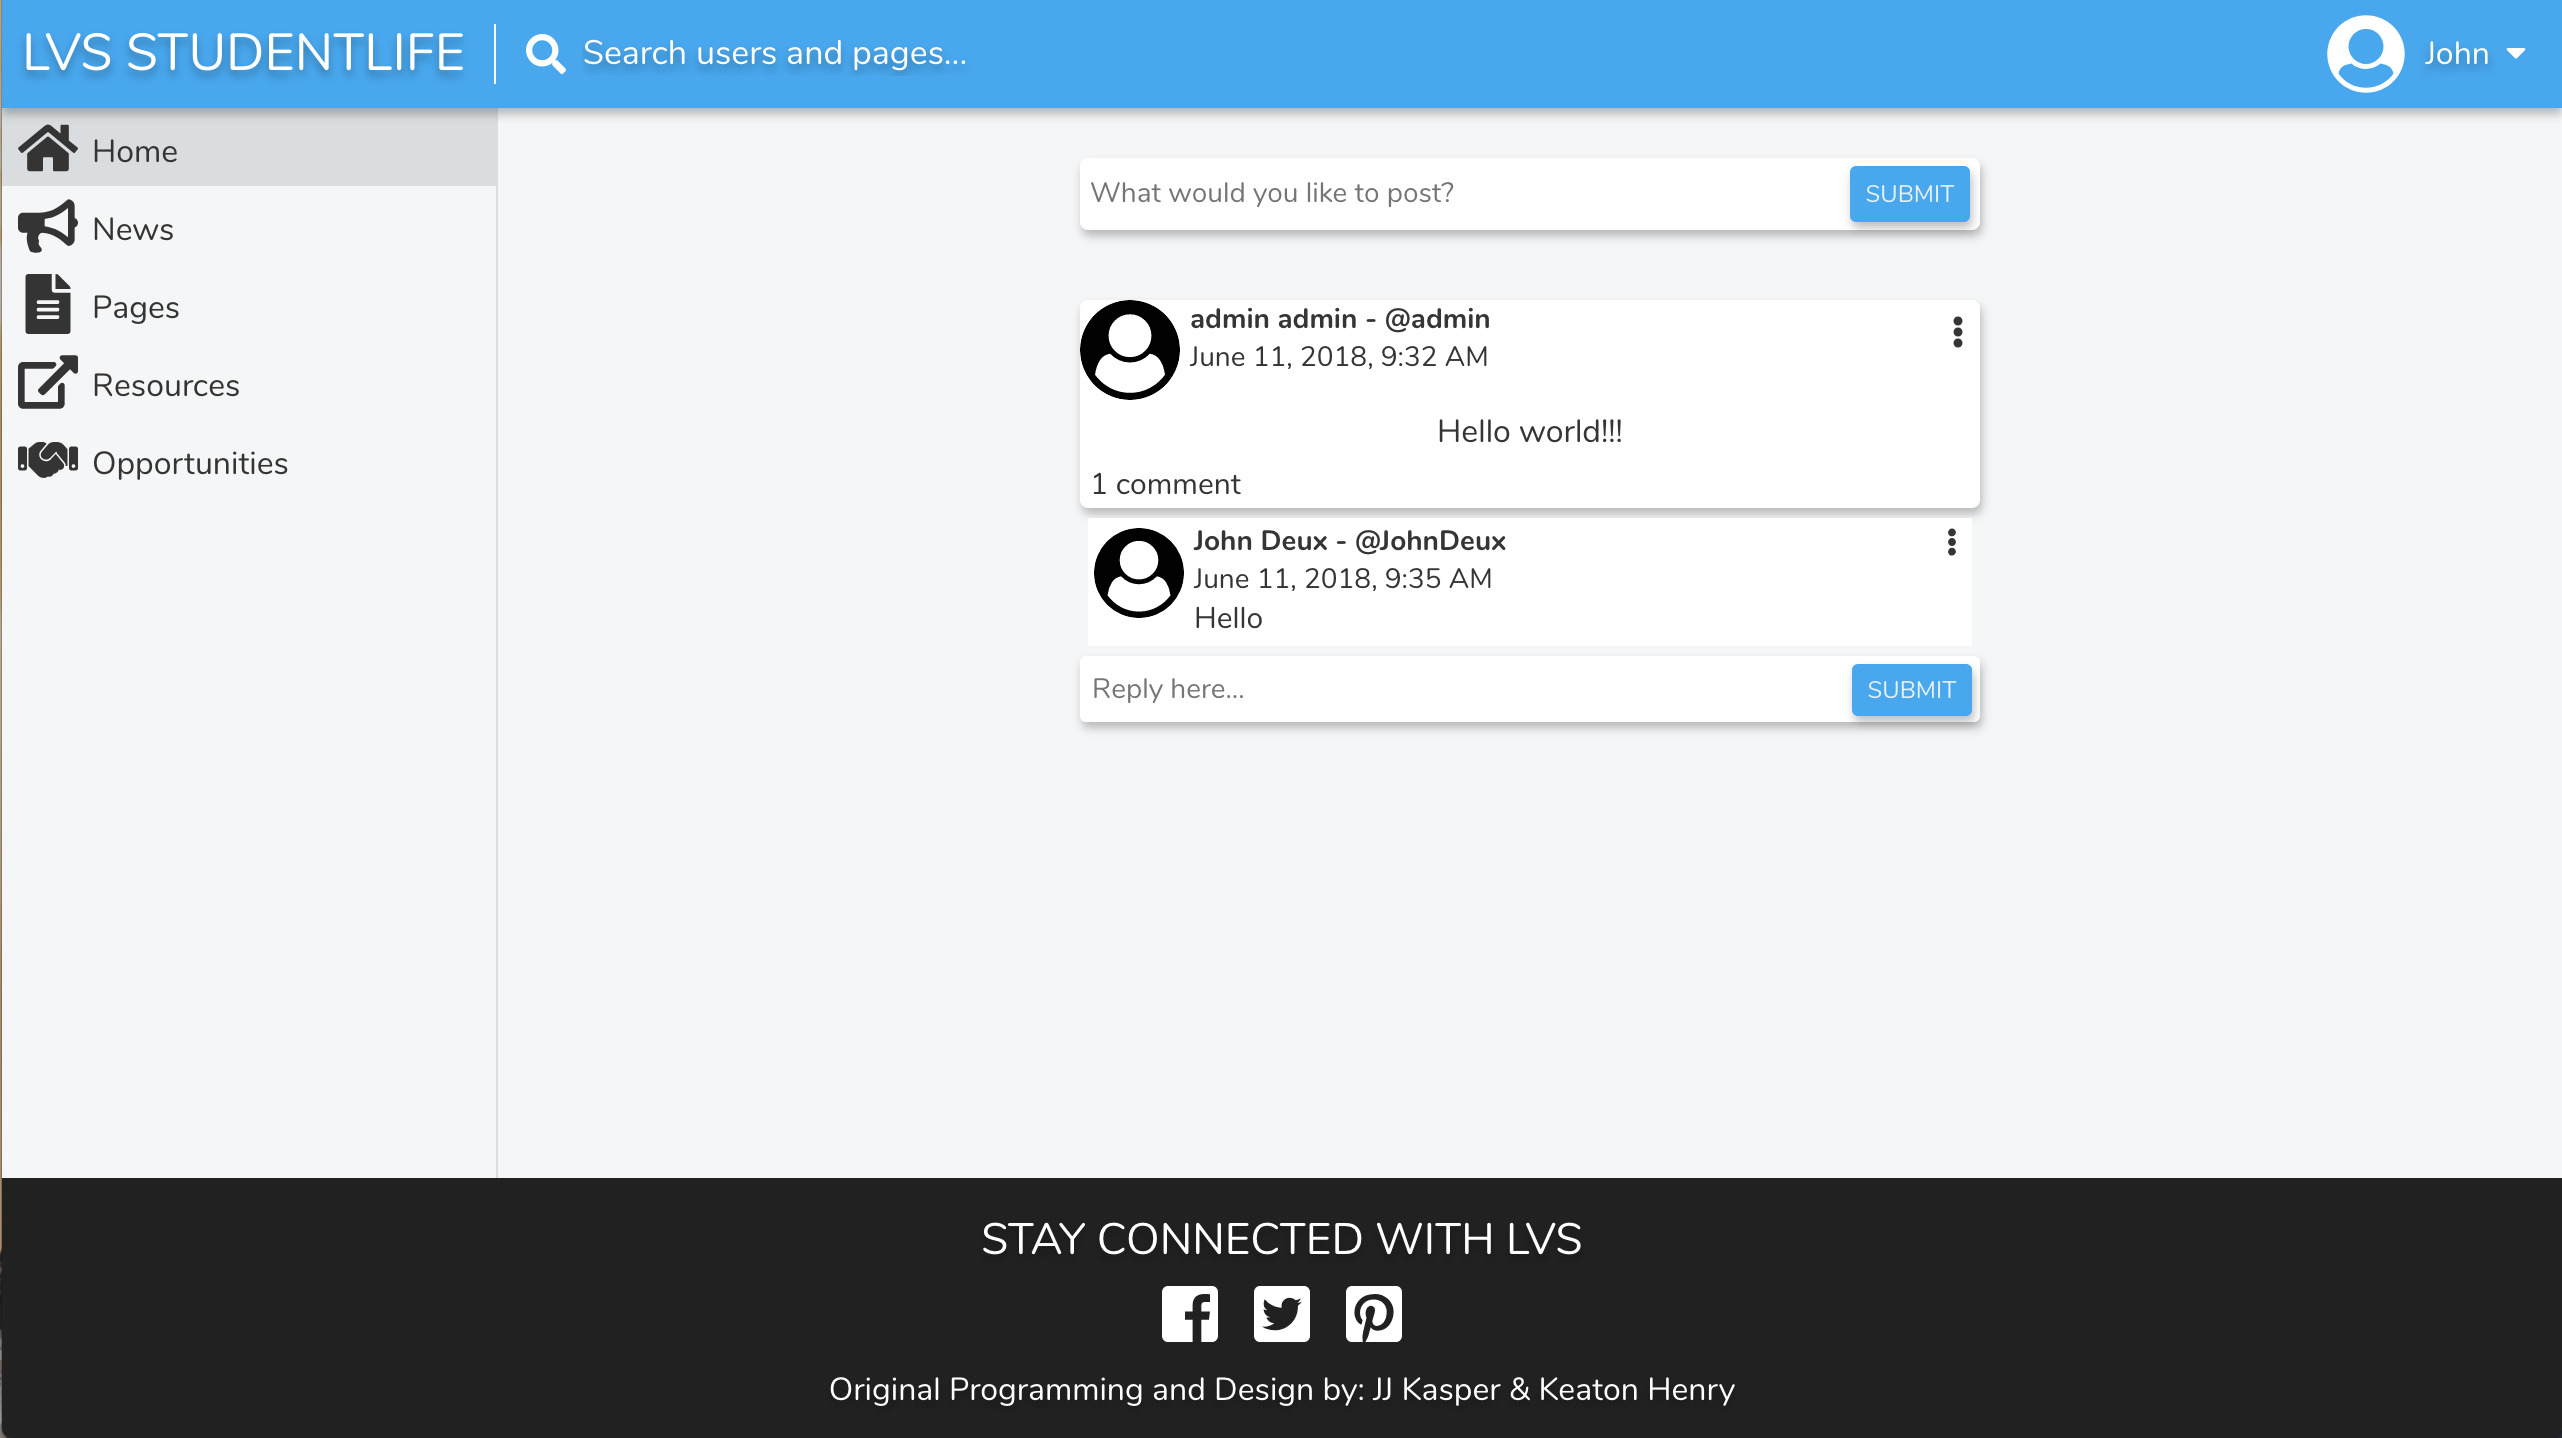 LVS STUDENTLIFE
Search users and pages...
John
Home
News
Pages
Resources
Opportunities
What would you like to post?
SUBMIT
admin admin - @admin
June 11, 2018, 9:32 AM
Hello world!!!
1 comment
John Deux - @JohnDeux
June 11, 2018, 9:35 AM
Hello
Reply here...
SUBMIT
STAY CONNECTED WITH LVS
Original Programming and Design by: JJ Kasper & Keaton Henry